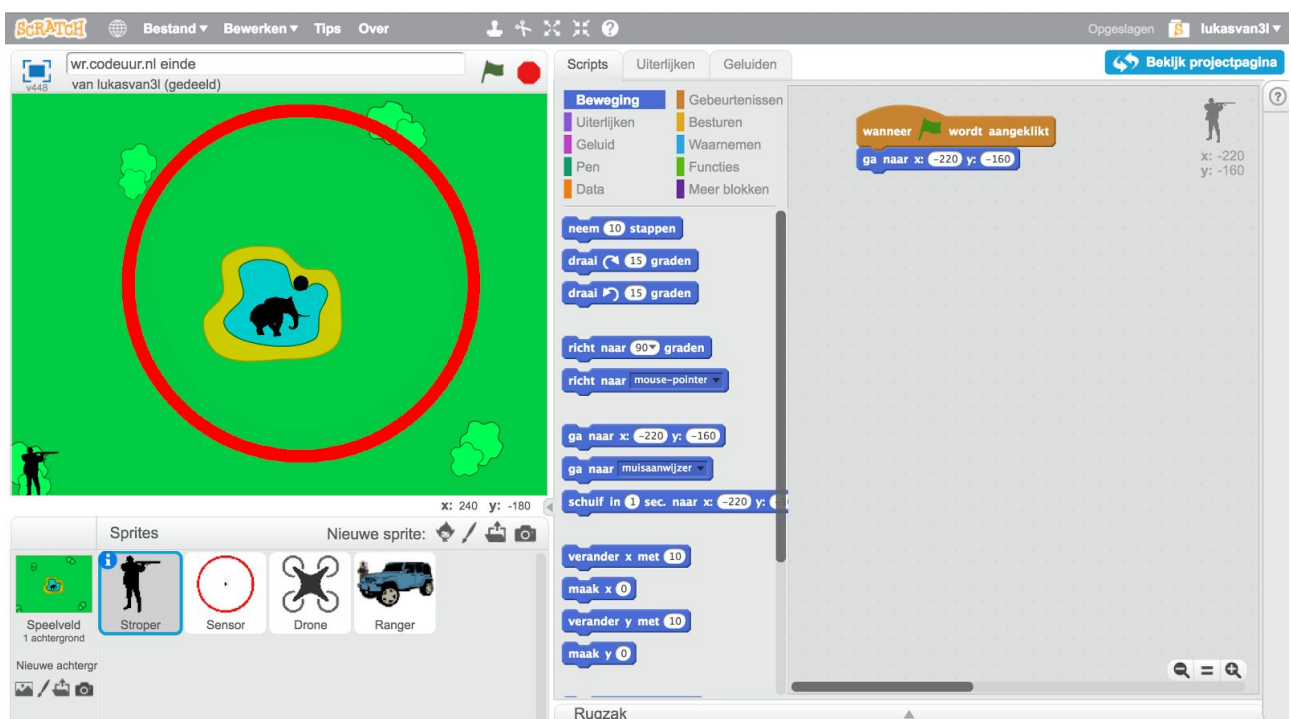 SCRATCH Bestand Bewerken Tips Over Opgeslagen S lukasvan3l
v448
wr.codeuur.nl einde
van lukasvan3l (gedeeld)
x: 240 y: -180
Sprites Nieuwe sprite:
Speelveld
1 achtergrond
Nieuwe achtergr
i
Stroper Sensor Drone Ranger
Scripts Uiterlijken Geluiden
Bekijk projectpagina
Beweging Gebeurtenissen
Uiterlijken Besturen
Geluid Waarnemen
Pen Functies
Data Meer blokken
neem 10 stappen
draai 15 graden
draai 15 graden
richt naar 90 graden
richt naar mouse-pointer
ga naar x: -220 y: -160
ga naar muisaanwijzer
schuif in 1 sec. naar x: -220 y:
verander x met 10
maak x 0
verander y met 10
maak y 0
wanneer wordt aangeklikt
ga naar x: -220 y: -160
x: -220
y: -160
?
=
Rugzak